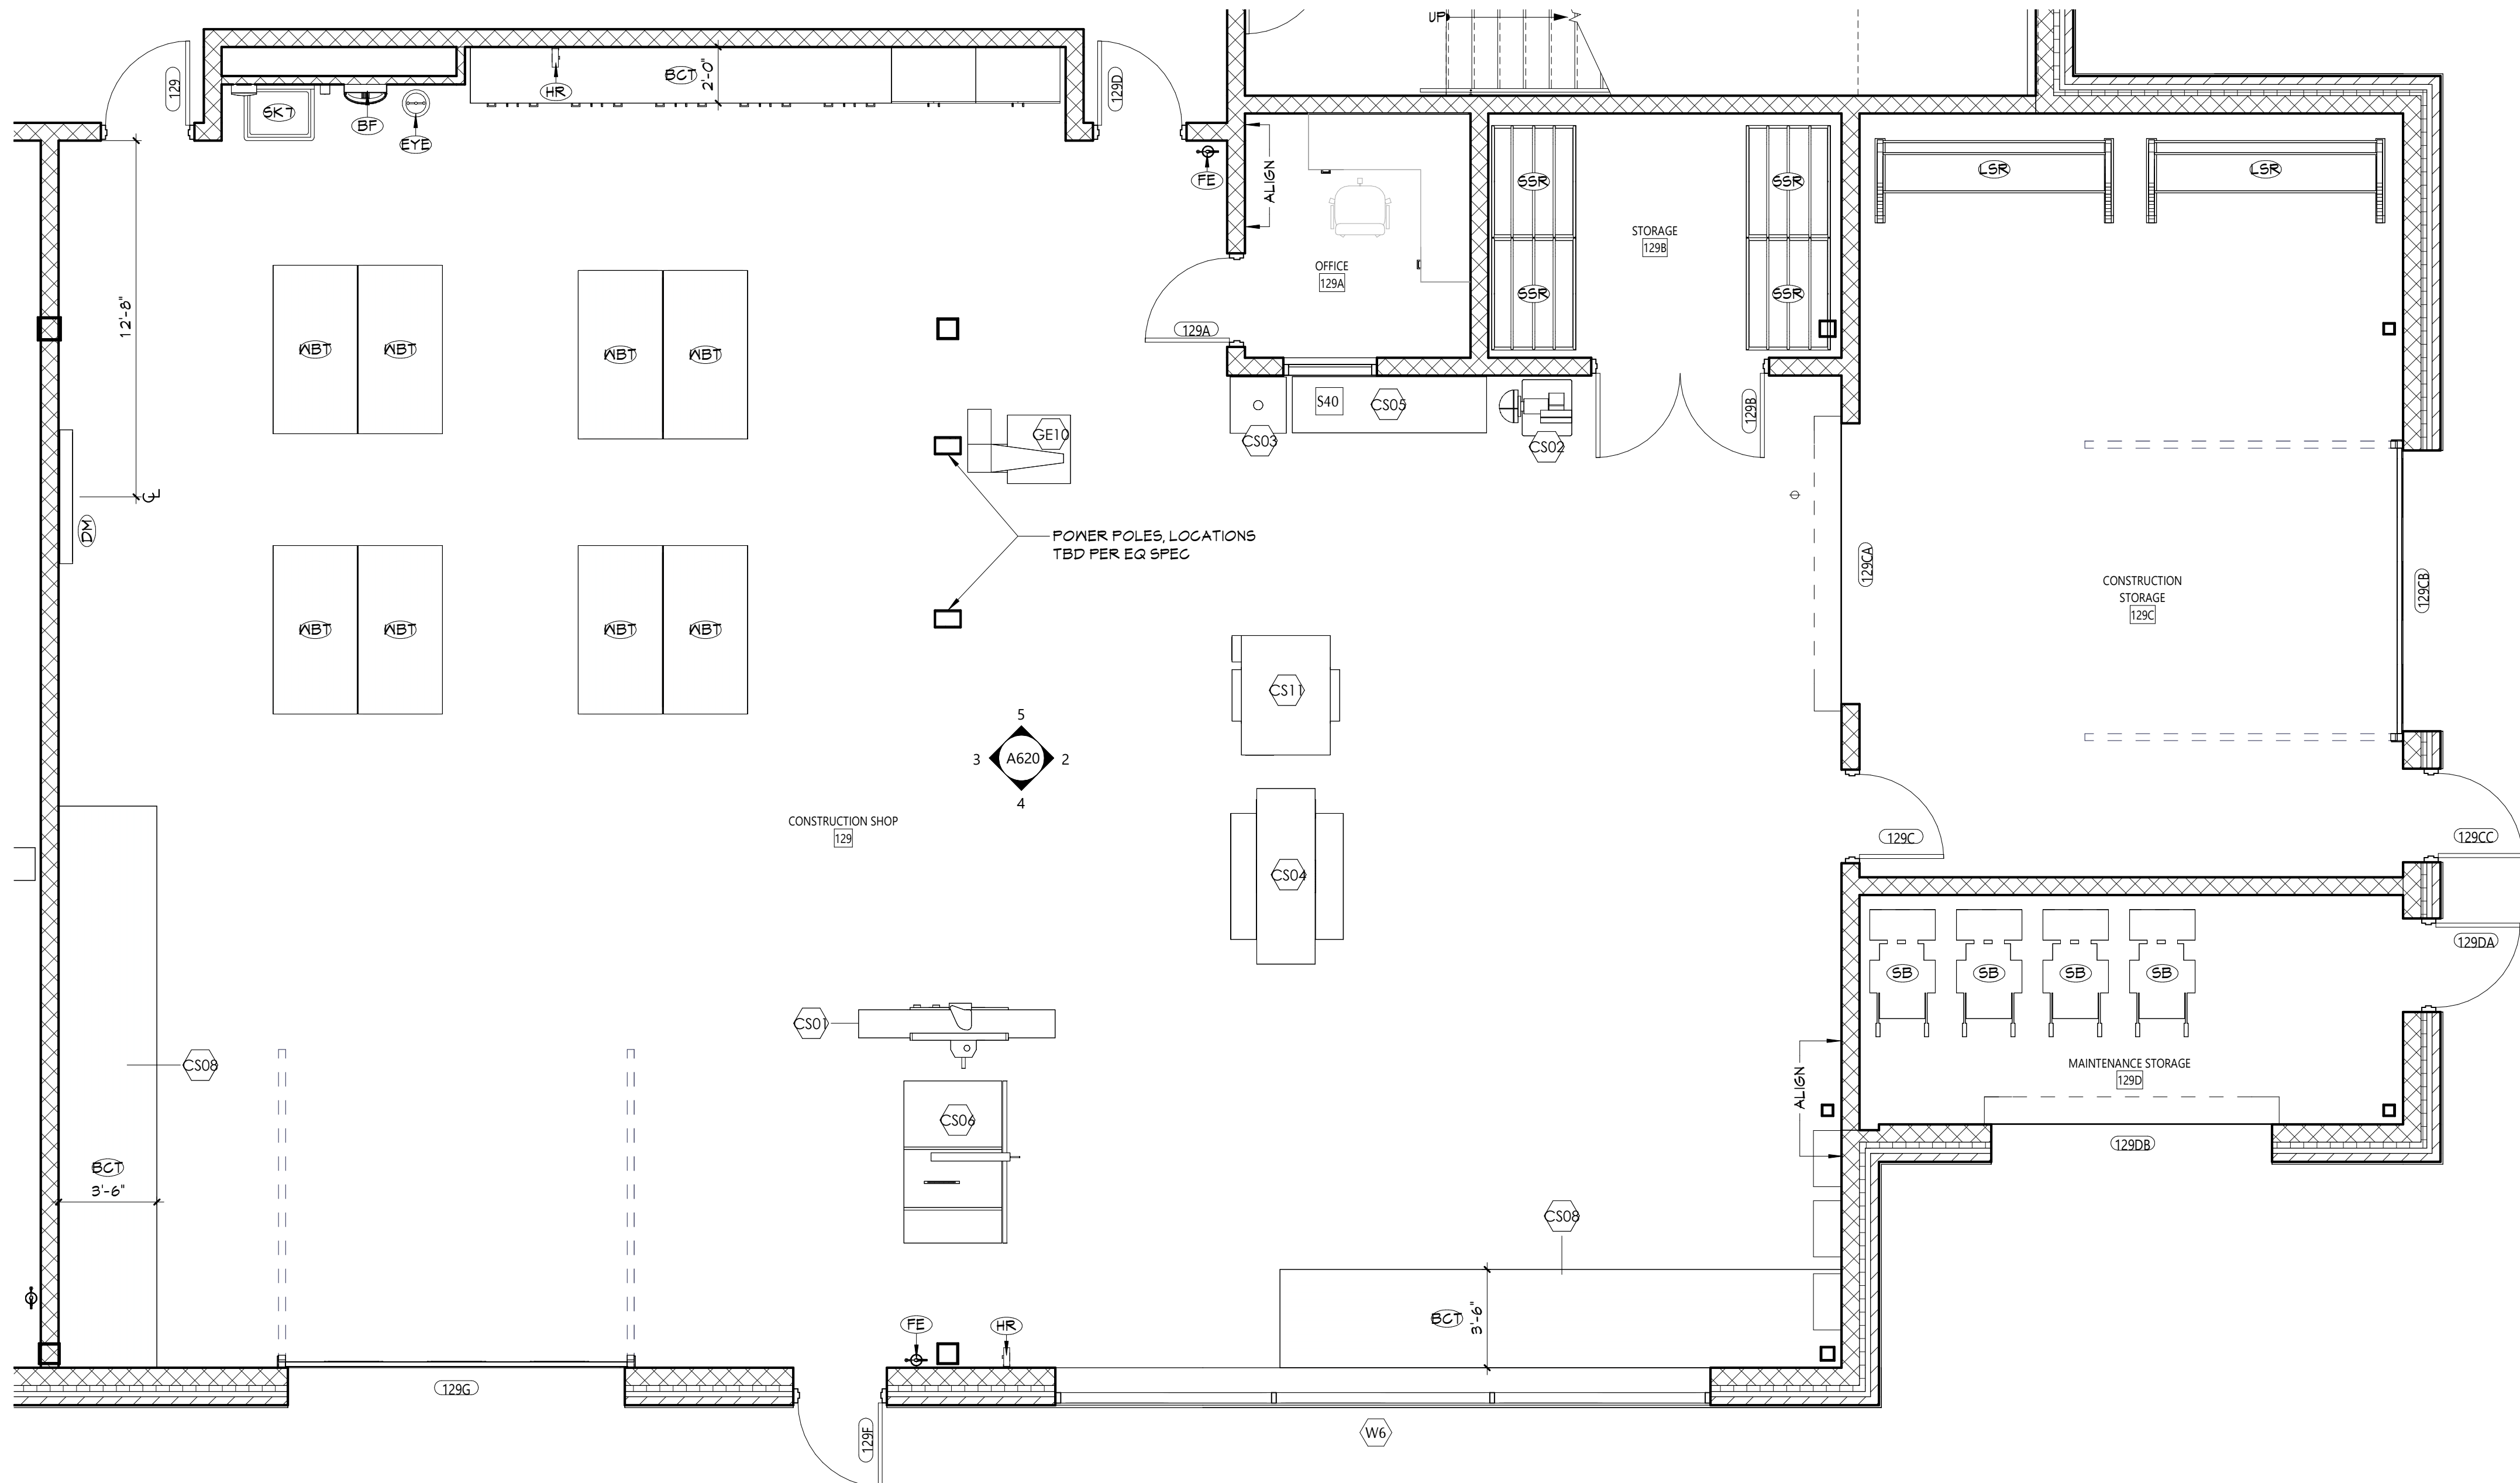 UP
129
SKT
BF
EYE
HR
BCT
2'-0"
129D
FE
ALIGN
SSR
SSR
LSR
LSR
STORAGE
129B
OFFICE
129A
SSR
SSR
12'-8"
129A
WBT
WBT
WBT
WBT
S40
CS05
CS03
CS02
129B
GE10
CL
DM
POWER POLES, LOCATIONS
TBD PER EQ SPEC
129CA
CONSTRUCTION
STORAGE
129C
129CB
WBT
WBT
WBT
WBT
CS11
5
3
A620
2
4
CONSTRUCTION SHOP
129
129C
129CC
CS04
129DA
SB
SB
SB
SB
CS01
CS08
MAINTENANCE STORAGE
129D
ALIGN
CS06
129DB
BCT
3'-6"
CS08
FE
HR
BCT
3'-6"
129G
129F
W6